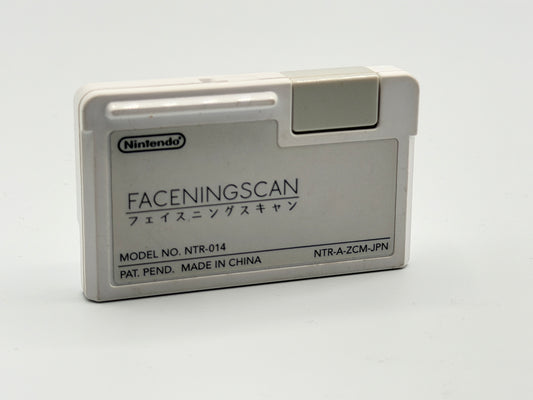 Nintendo
FACENINGSCAN
フェイスニングスキャン
MODEL NO. NTR-014
NTR-A-ZCM-JPN
PAT. PEND. MADE IN CHINA